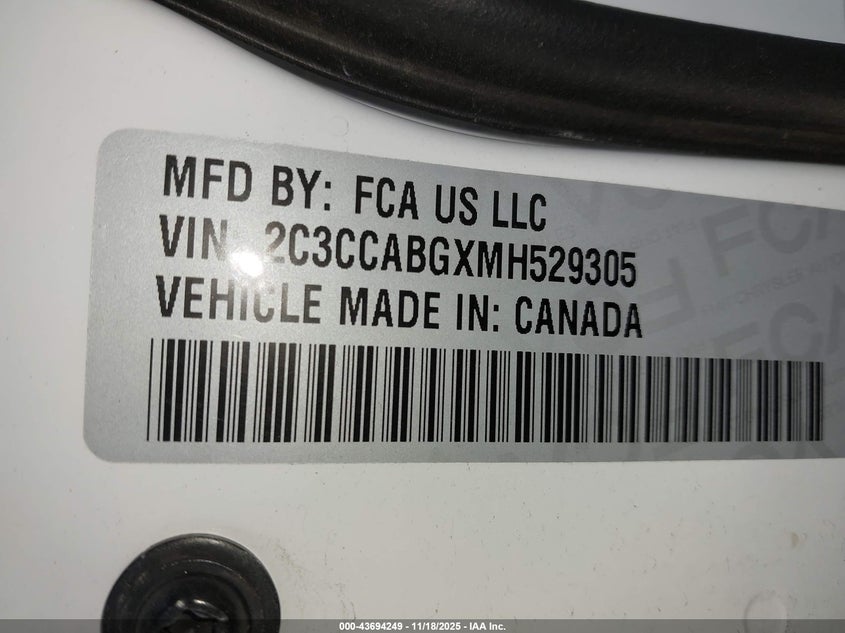 MFD BY: FCA US LLC
VIN 2C3CCABGXMH529305
VEHICLE MADE IN: CANADA
000-43694249 - 11/18/2025 - IAA Inc.